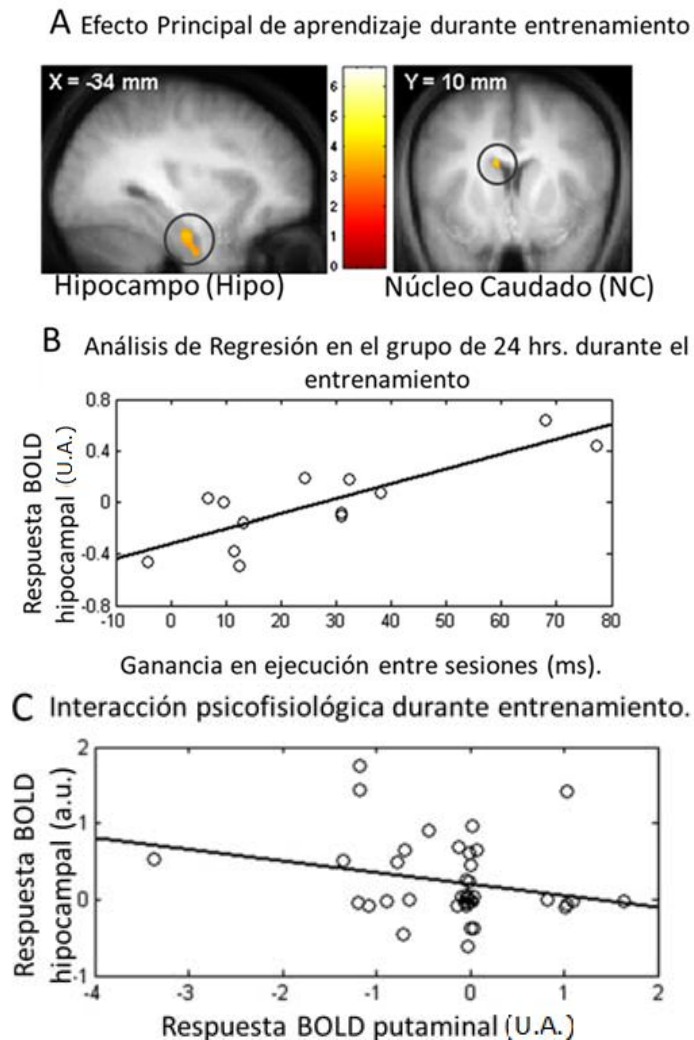 A Efecto Principal de aprendizaje durante entrenamiento
X = -34 mm
6
5
4
3
2
1
0
Y = 10 mm
Hipocampo (Hipo)
Núcleo Caudado (NC)
B Análisis de Regresión en el grupo de 24 hrs. durante el
entrenamiento
Respuesta BOLD
hipocampal (U.A.)
0.8
0.4
0
-0.4
-0.8
-10 0 10 20 30 40 50 60 70 80
Ganancia en ejecución entre sesiones (ms).
C Interacción psicofisiológica durante entrenamiento.
Respuesta BOLD
hipocampal (a.u.)
2
1
0
-1
-4 -3 -2 -1 0 1 2
Respuesta BOLD putaminal (U.A.)